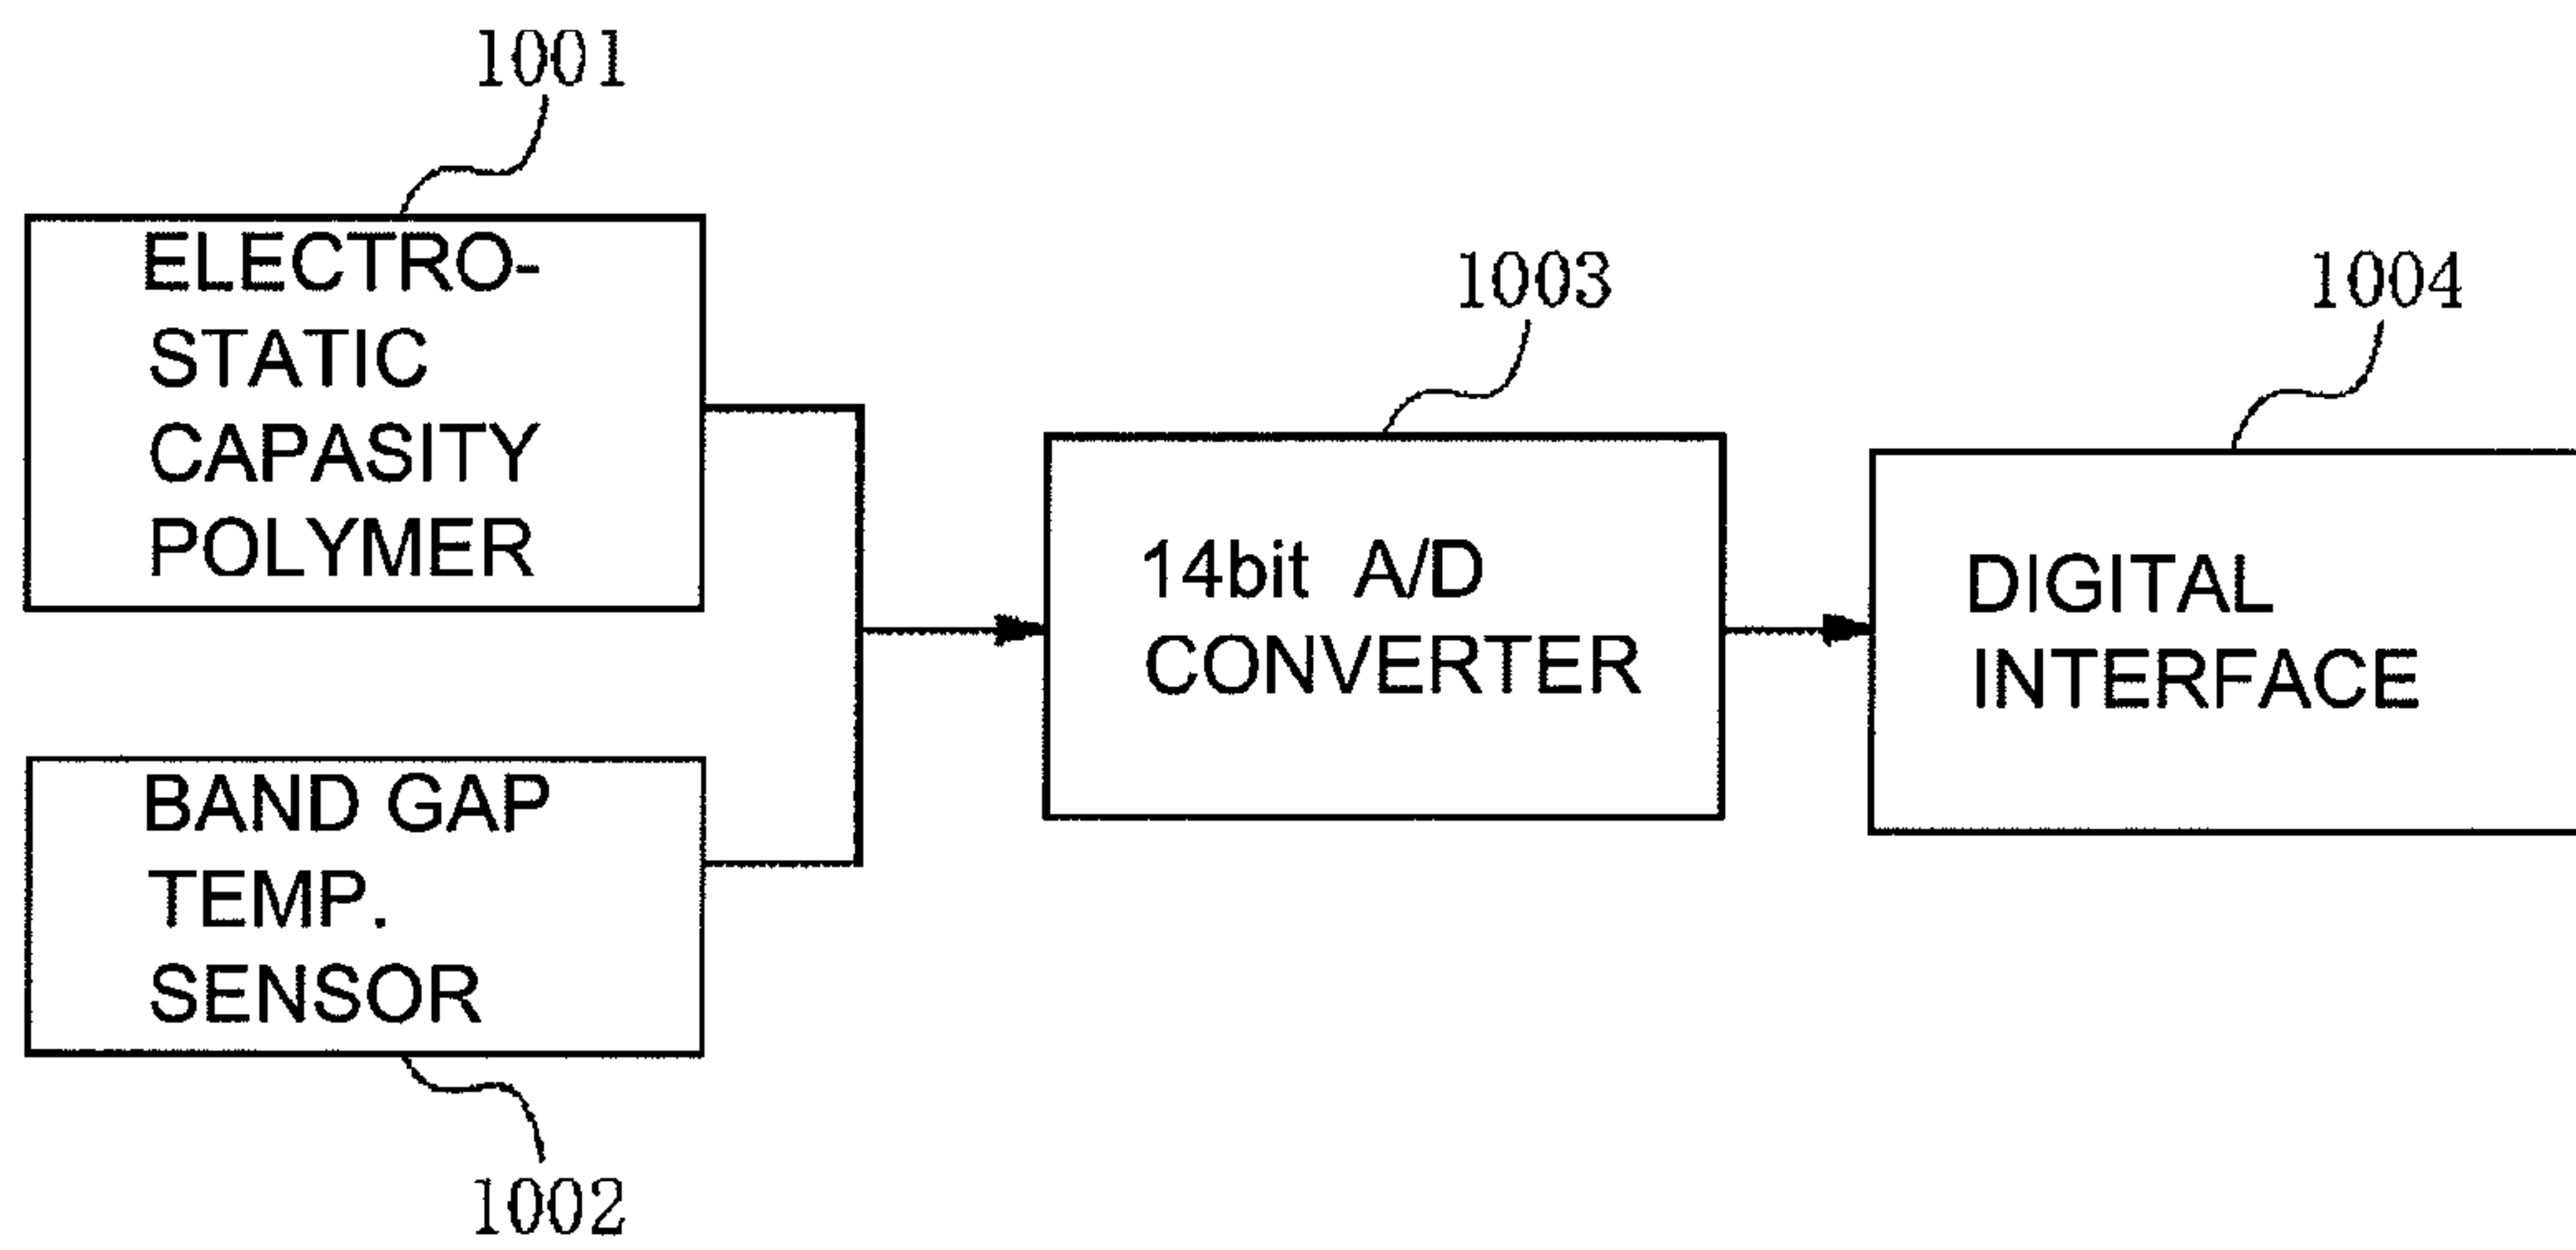 1001
ELECTRO-
STATIC
CAPASITY
POLYMER
1003
14bit A/D
CONVERTER
1004
DIGITAL
INTERFACE
BAND GAP
TEMP.
SENSOR
1002